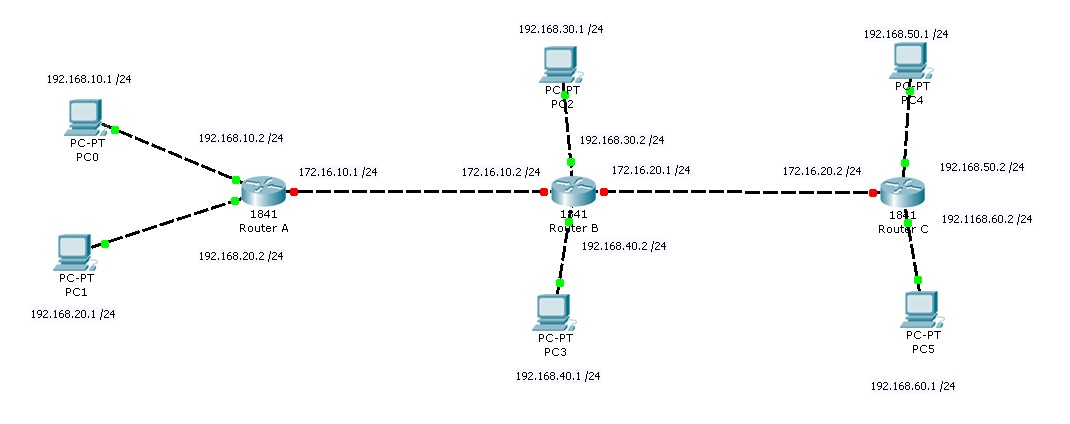 192.168.30.1 /24
192.168.50.1 /24
192.168.10.1 /24
PC-PT
PC2
PC-PT
PC4
192.168.10.2 /24
PC-PT
PC0
192.168.30.2 /24
172.16.10.1 /24
172.16.10.2 /24
172.16.20.1 /24
172.16.20.2 /24
192.168.50.2 /24
1841
Router A
1841
Router B
1841
Router C
192.1168.60.2 /24
192.168.40.2 /24
192.168.20.2 /24
PC-PT
PC1
192.168.20.1 /24
PC-PT
PC3
PC-PT
PC5
192.168.40.1 /24
192.168.60.1 /24